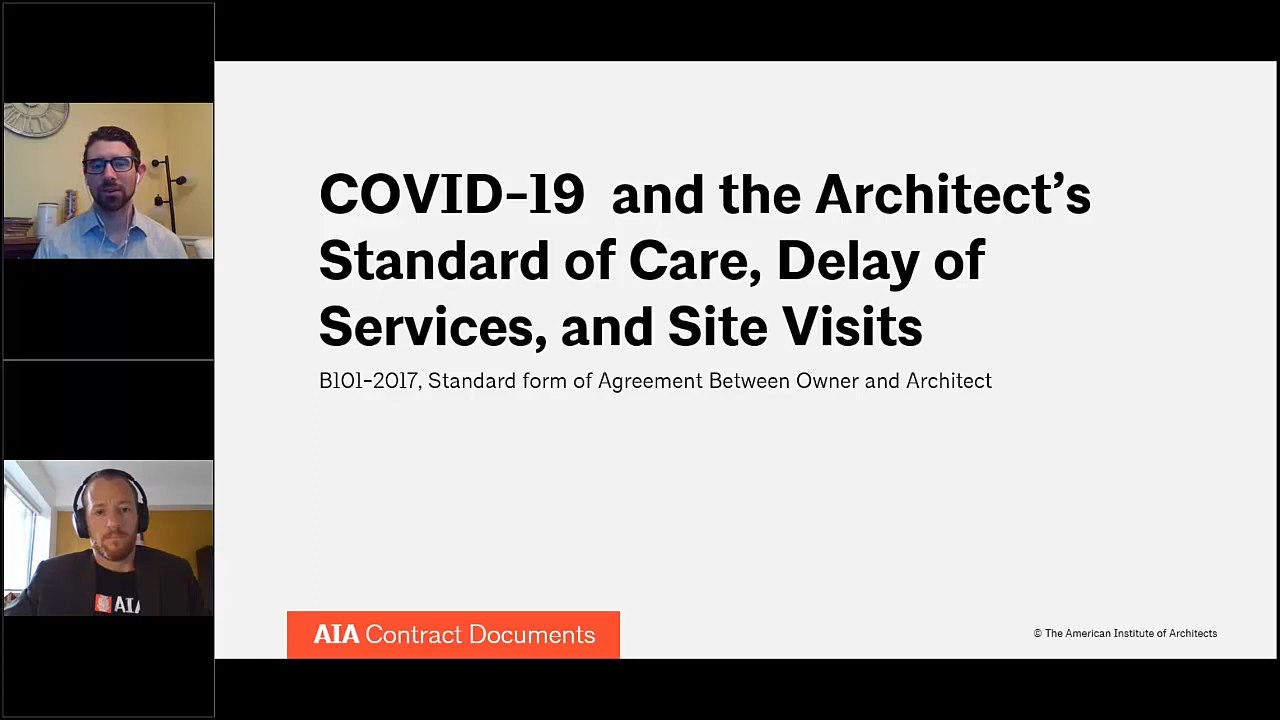 COVID-19 and the Architect’s
Standard of Care, Delay of
Services, and Site Visits
B101-2017, Standard form of Agreement Between Owner and Architect
AIA Contract Documents
© The American Institute of Architects
AIA